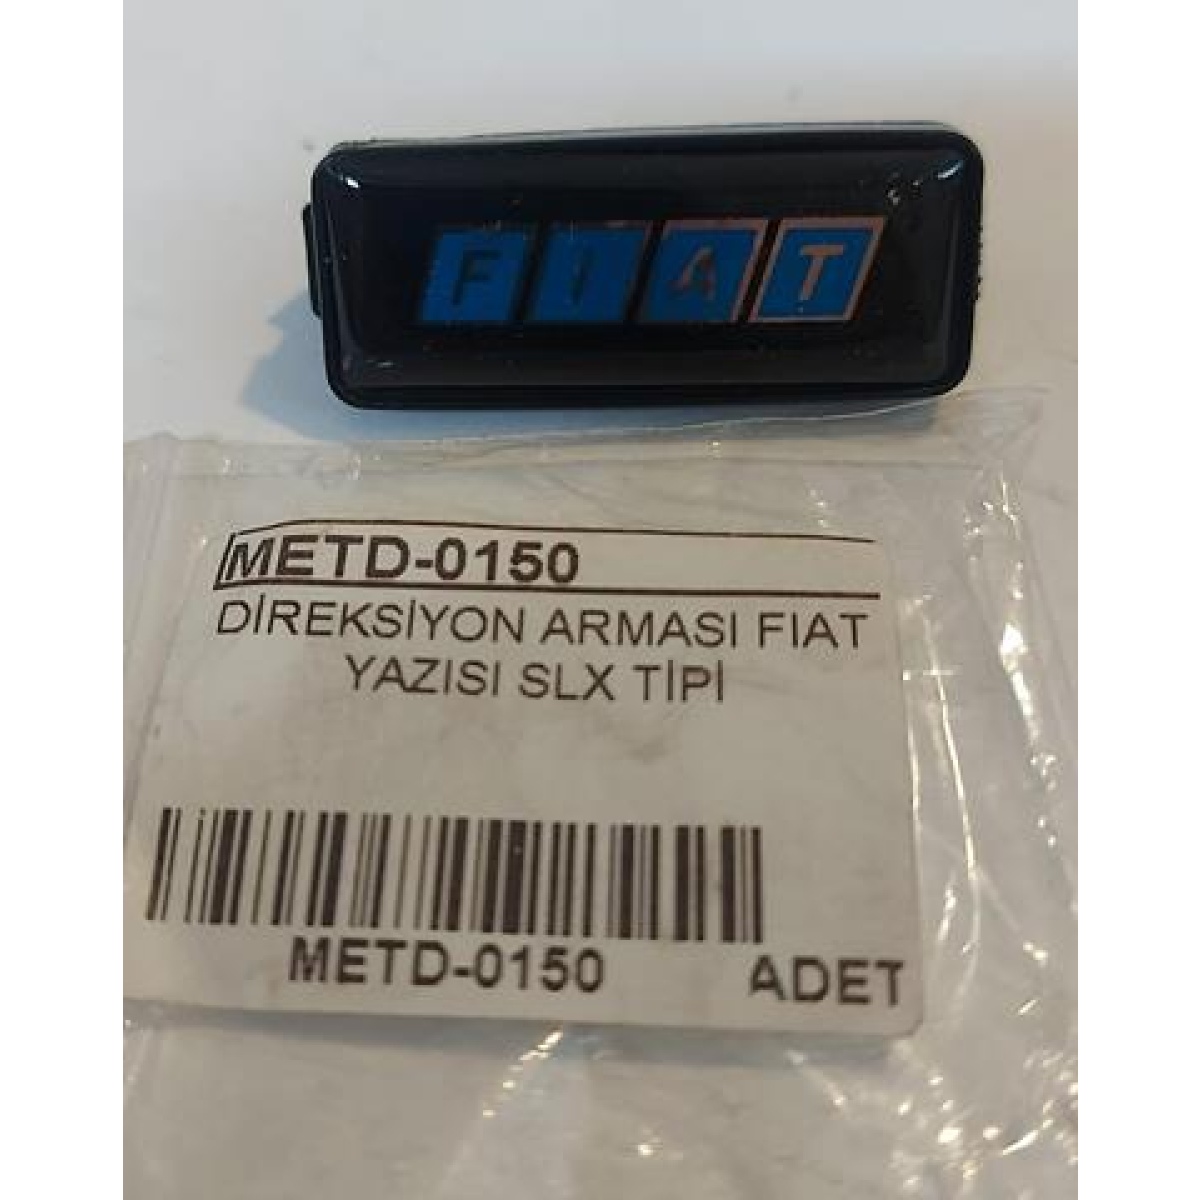 FIAT
METD-0150
DİREKSİYON ARMASI FIAT
YAZISI SLX TİPİ
METD-0150 ADET